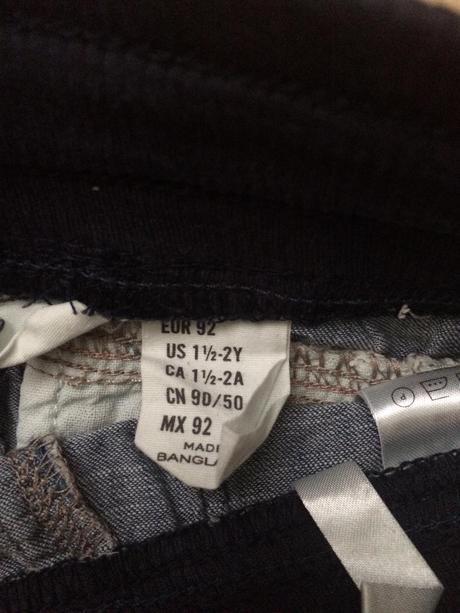 EUR 92
US 1½-2Y
CA 1½-2A
CN 90/50
MX 92
MADE
BANGLA
P